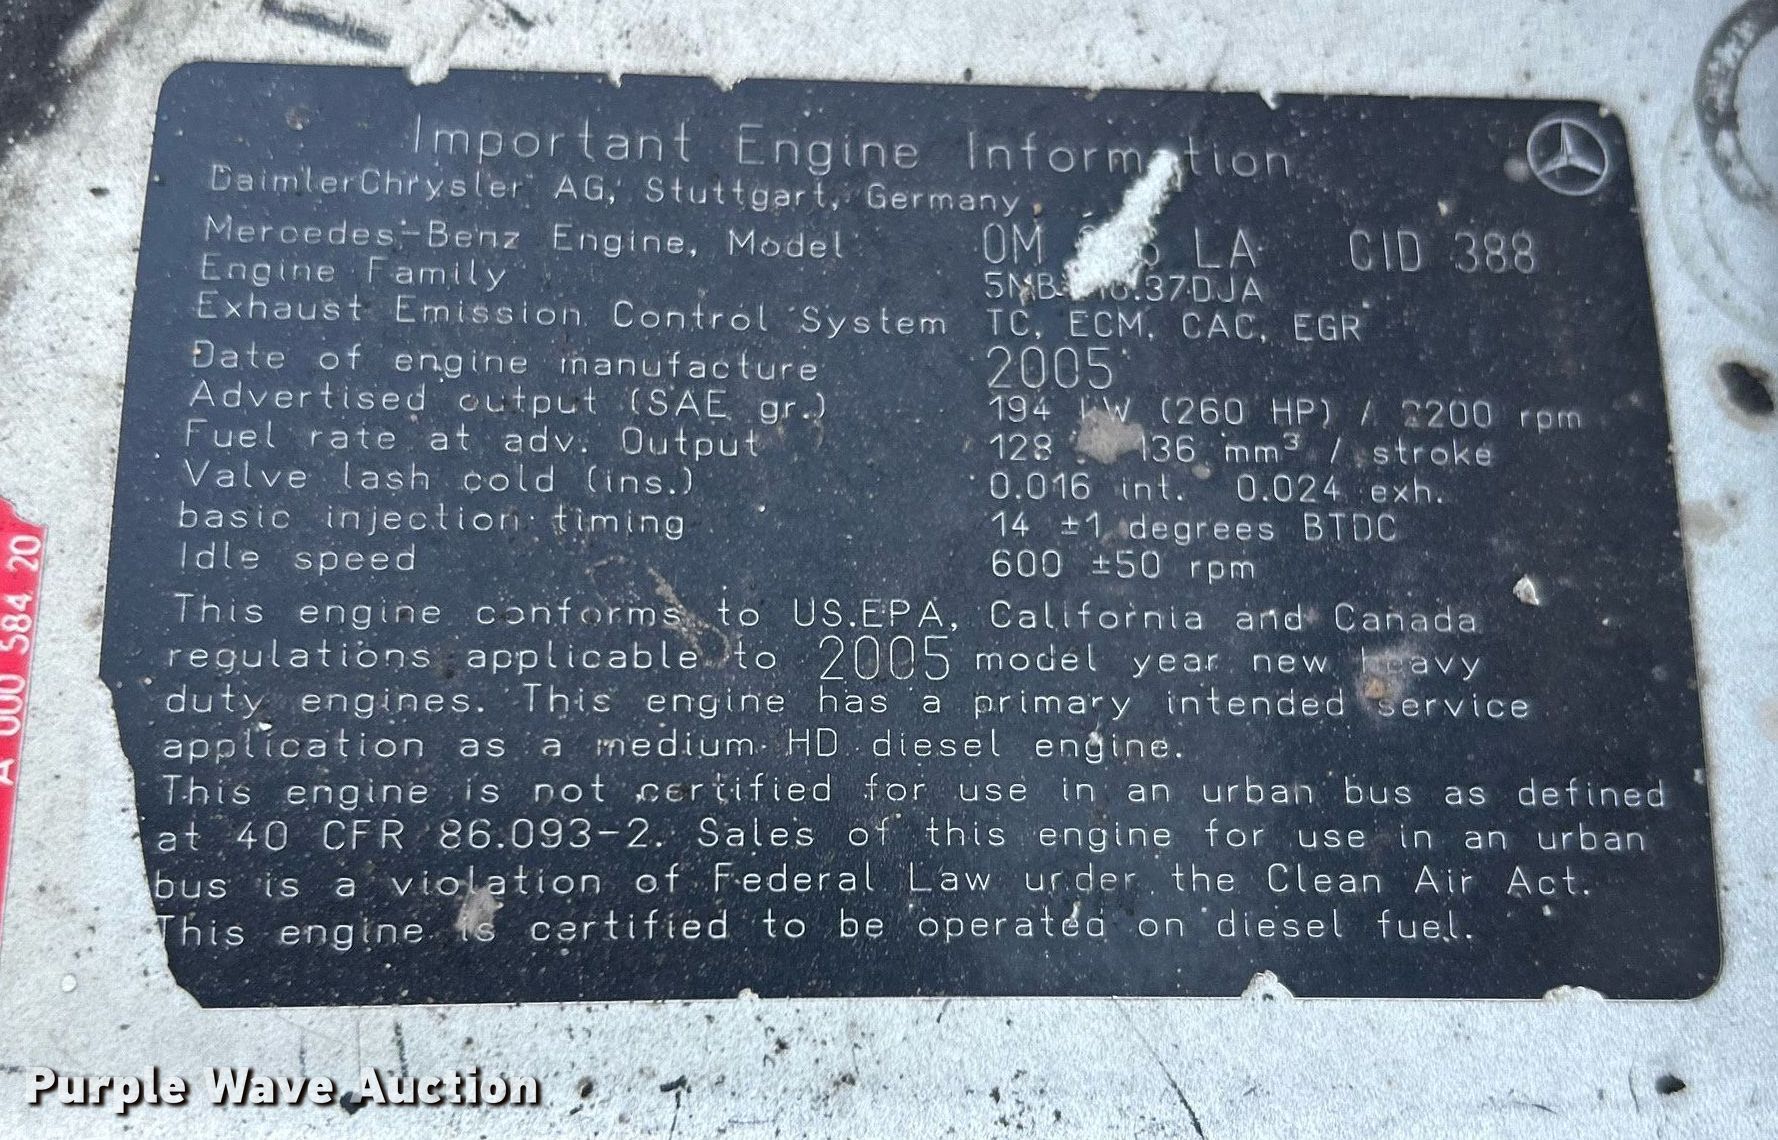 Important Engine Information
DaimlerChrysler AG, Stuttgart, Germany
Mercedes-Benz Engine, Model OM LA CID 388
Engine Family
Exhaust Emission Control System TC, ECM, CAC, EGR
Date of engine manufacture 2005
Advertised output (SAE gr.) 194 kW (260 HP) / 2200 rpm
Fuel rate at adv. Output 128 136 mm³ / stroke
Valve lash cold (ins.) 0.016 int. 0.024 exh.
basic injection timing 14 ±1 degrees BTDC
Idle speed 600 ±50 rpm
This engine conforms to US.EPA, California and Canada
regulations applicable to 2005 model year new heavy
duty engines. This engine has a primary intended service
application as a medium HD diesel engine.
This engine is not certified for use in an urban bus as defined
at 40 CFR 86.093-2. Sales of this engine for use in an urban
bus is a violation of Federal Law under the Clean Air Act.
This engine is certified to be operated on diesel fuel.
A 000 584 20
Purple Wave Auction